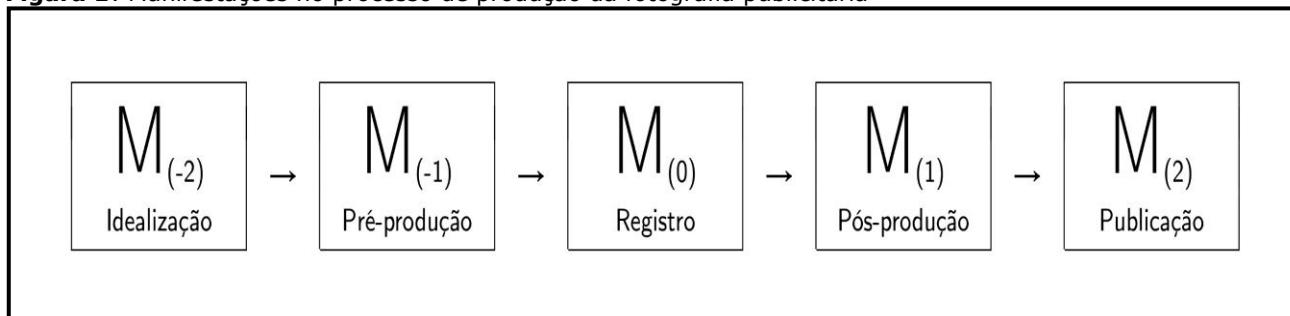 Figura 1: Manifestações no processo de produção da fotografia publicitária
M(-2) → M(-1) → M(0) → M(1) → M(2)
Idealização Pré-produção Registro Pós-produção Publicação